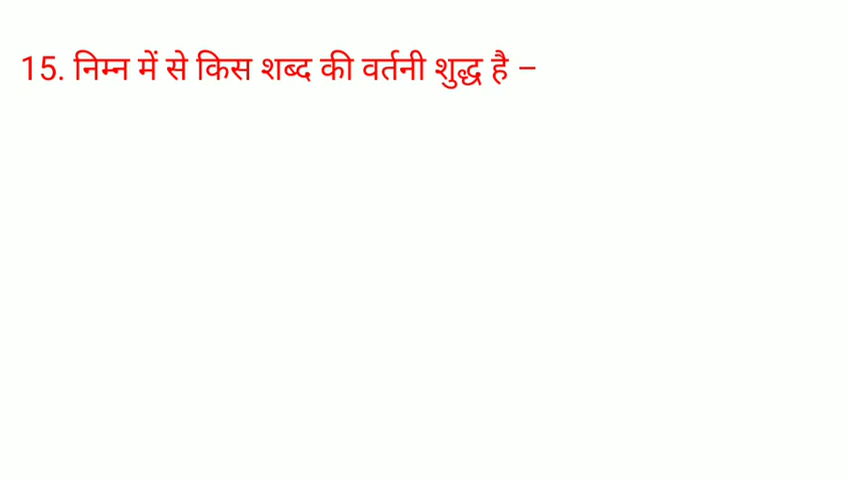 15. निम्न में से किस शब्द की वर्तनी शुद्ध है –